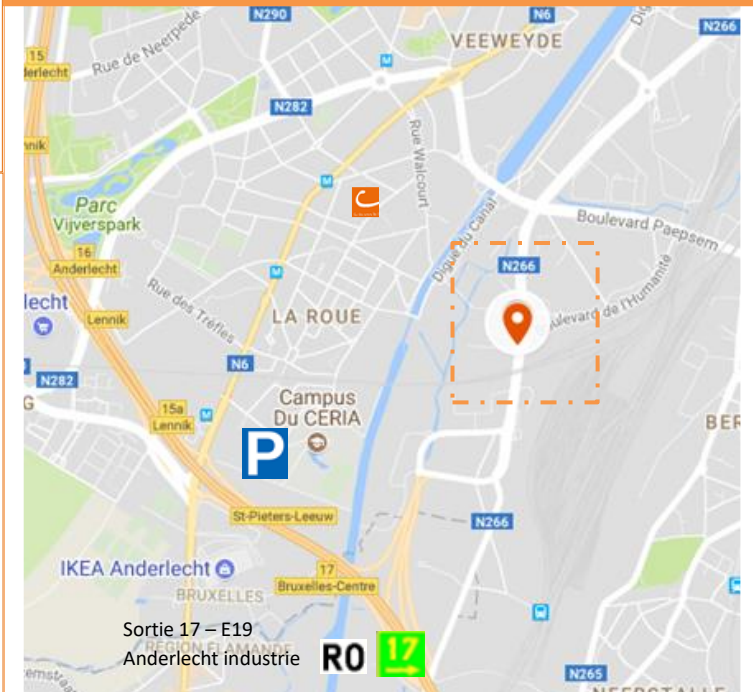 N290
N6
N266
VEEWEYDE
Rue de Neerpede
15
M
N282
Rue Walcourt
M
Parc
Vijverspark
Digue du Canal
Boulevard Paepsem
16
Anderlecht
N266
M
Boulevard de l'Humanité
Rue des Trèfles
Lennik
LA ROUE
N6
N282
Campus
Du CERIA
15a
Lennik
M
P
St-Pieters-Leeuw
N266
IKEA Anderlecht
17
Bruxelles-Centre
BRUXELLES
RÉGION FLAMANDE
Sortie 17 – E19
Anderlecht industrie
R0
17
N265